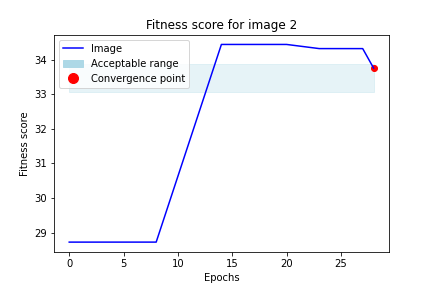 Fitness score for image 2
Image
Acceptable range
Convergence point
Fitness score
34
33
32
31
30
29
0 5 10 15 20 25
Epochs